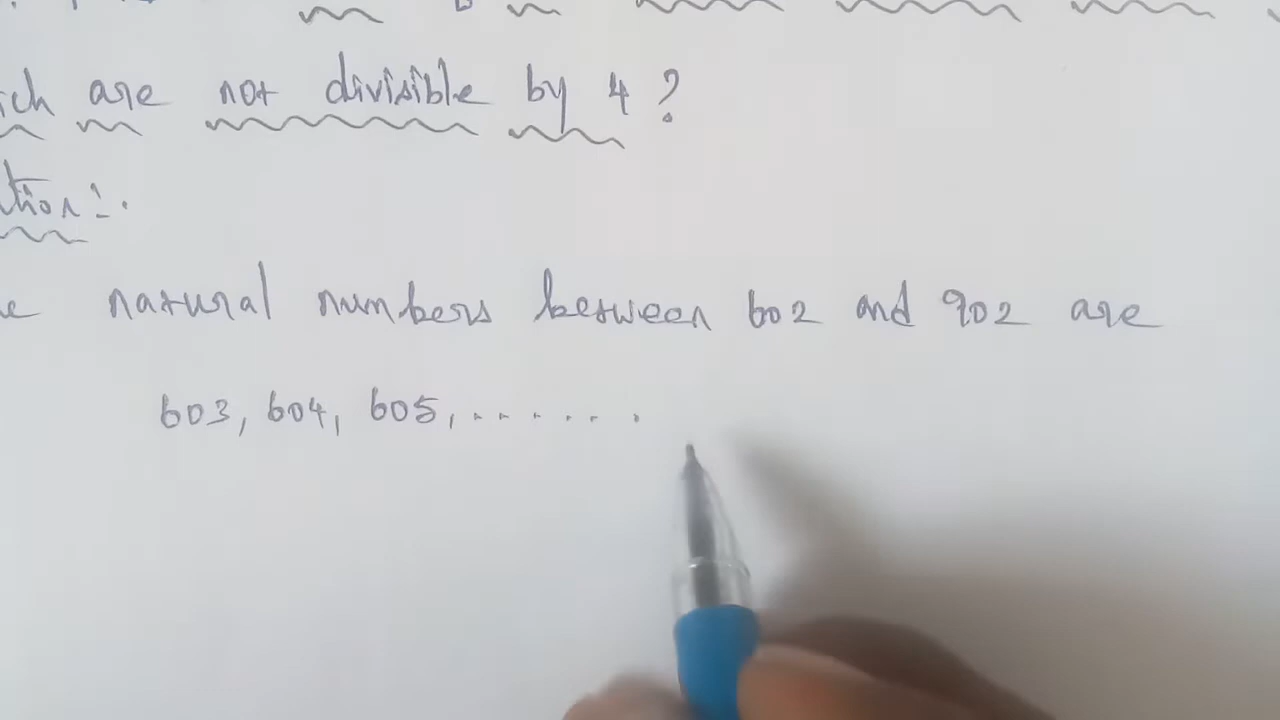 are not divisible by 4 ?
natural numbers between 602 and 902 are
603, 604, 605, . . . . . .